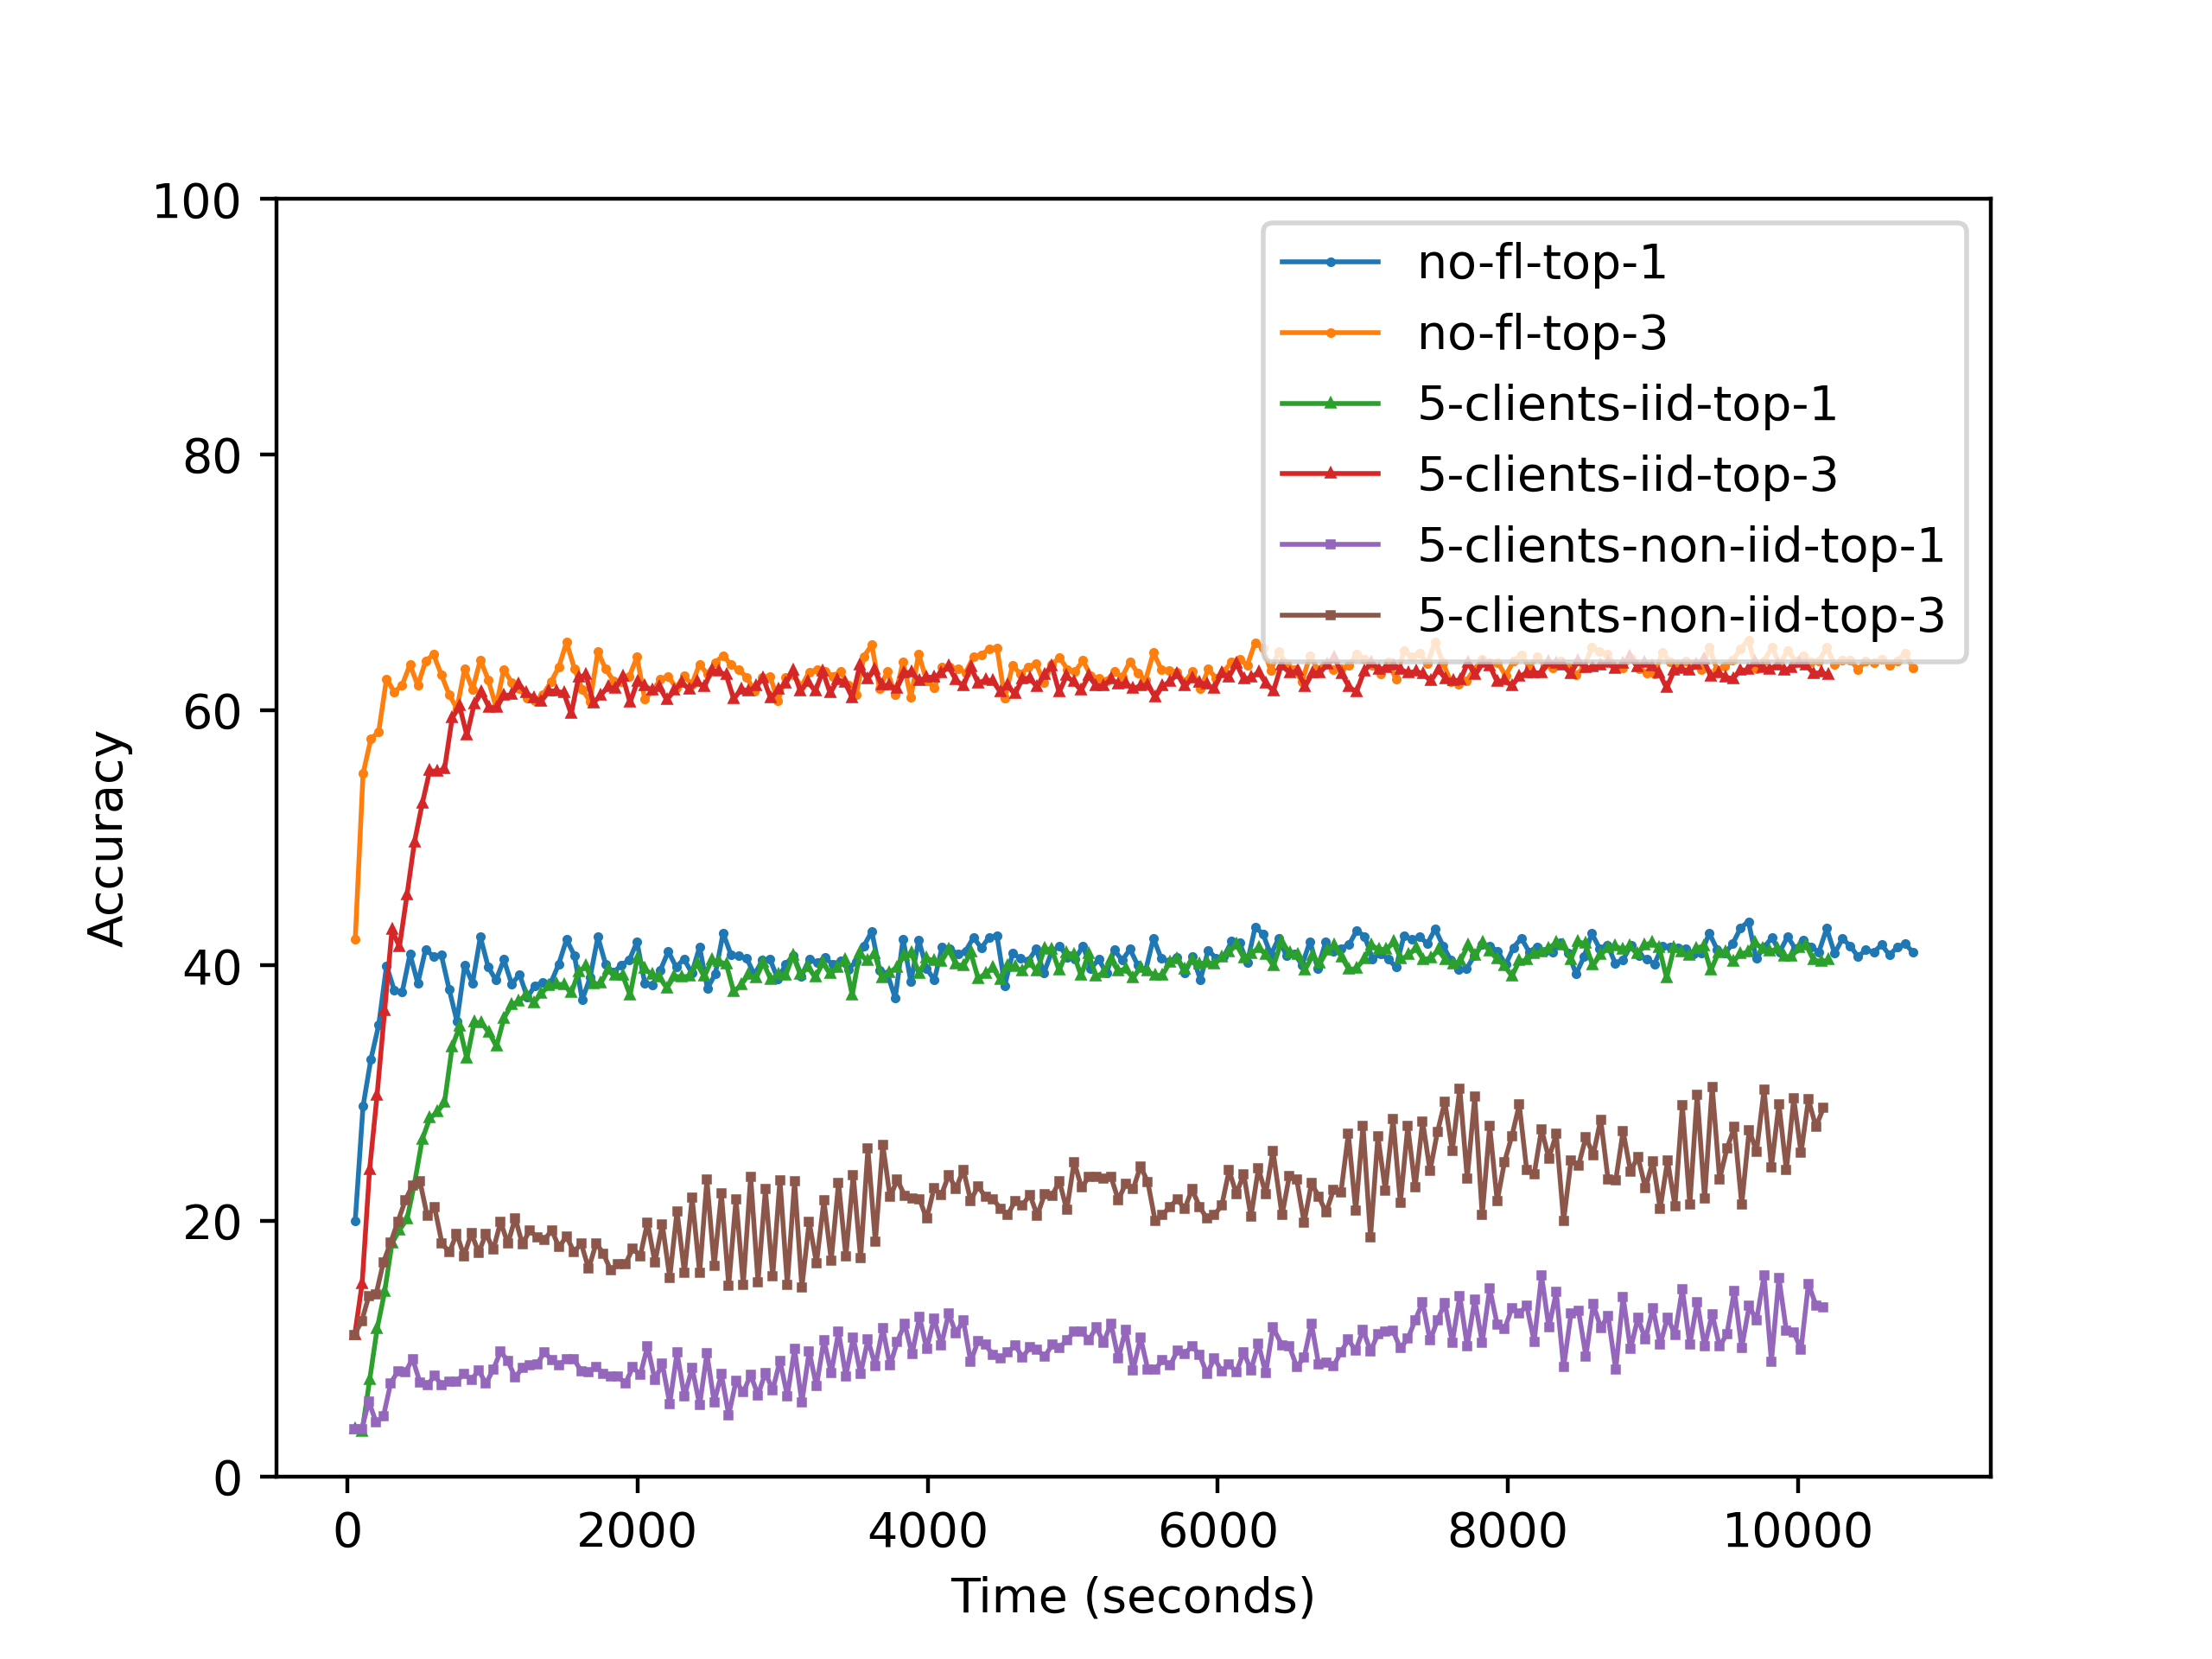 100
80
60
40
20
0
Accuracy
no-fl-top-1
no-fl-top-3
5-clients-iid-top-1
5-clients-iid-top-3
5-clients-non-iid-top-1
5-clients-non-iid-top-3
0 2000 4000 6000 8000 10000
Time (seconds)